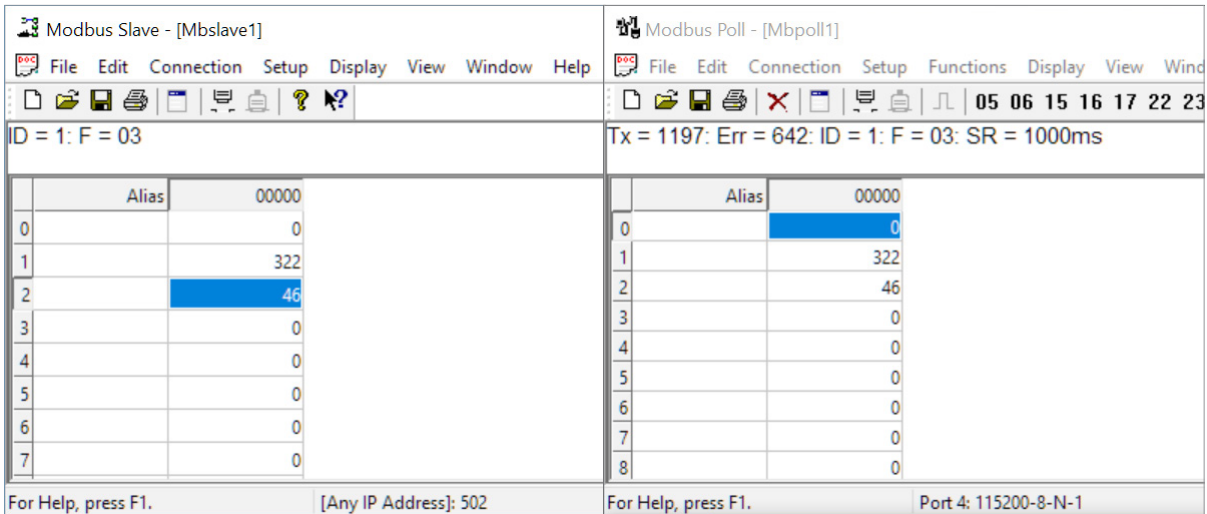 Modbus Slave - [Mbslave1]
File Edit Connection Setup Display View Window Help
ID = 1: F = 03
Alias 00000
0 0
1 322
2 46
3 0
4 0
5 0
6 0
7 0
For Help, press F1. [Any IP Address]: 502
Modbus Poll - [Mbpoll1]
File Edit Connection Setup Functions Display View Wind
05 06 15 16 17 22 23
Tx = 1197: Err = 642: ID = 1: F = 03: SR = 1000ms
Alias 00000
0 0
1 322
2 46
3 0
4 0
5 0
6 0
7 0
8 0
For Help, press F1. Port 4: 115200-8-N-1